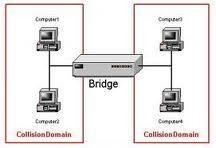 Computer1
Computer3
Bridge
Computer2
Computer4
CollisionDomain
CollisionDomain